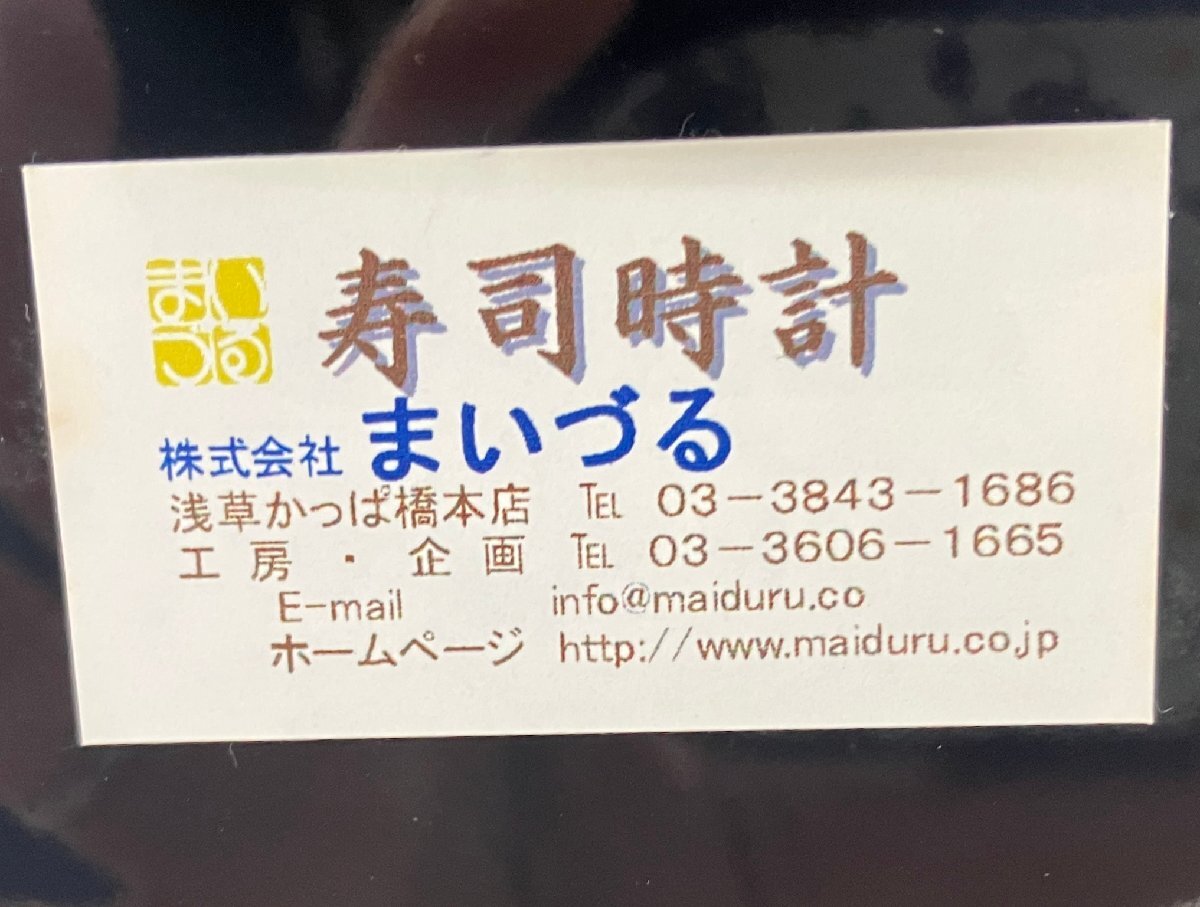 まい
づる
寿司時計
株式会社 まいづる
浅草かっぱ橋本店 TEL 03-3843-1686
工房・企画 TEL 03-3606-1665
E-mail info@maiduru.co
ホームページ http://www.maiduru.co.jp